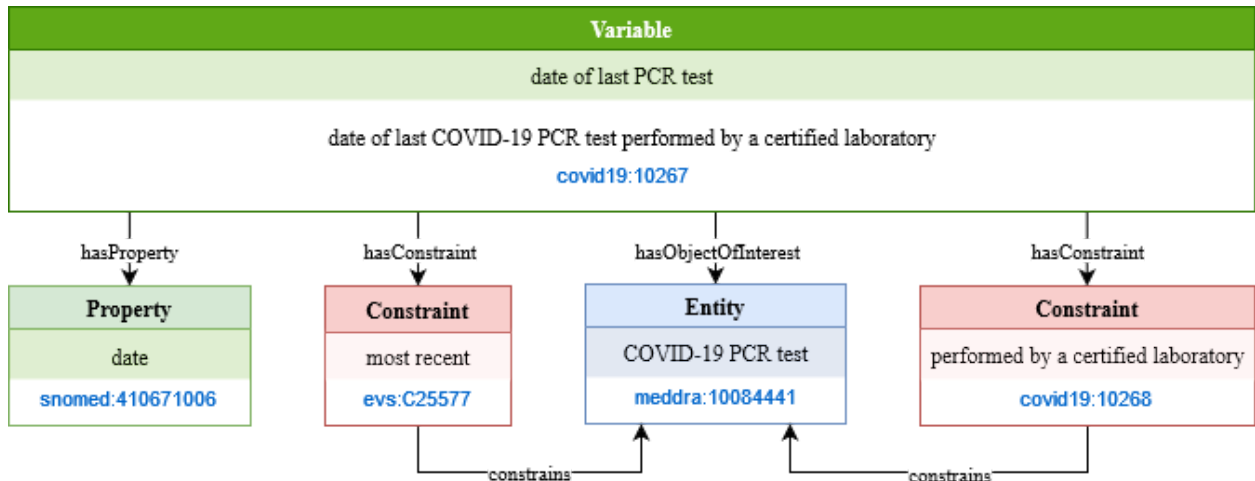 Variable
date of last PCR test
date of last COVID-19 PCR test performed by a certified laboratory
covid19:10267
hasProperty
hasConstraint
hasObjectOfInterest
hasConstraint
Property
date
snomed:410671006
Constraint
most recent
evs:C25577
Entity
COVID-19 PCR test
meddra:10084441
Constraint
performed by a certified laboratory
covid19:10268
constrains
constrains